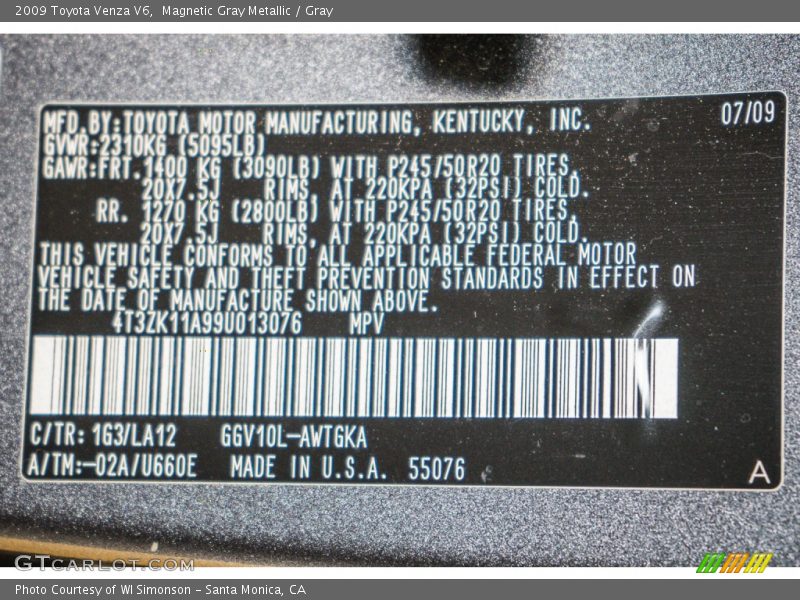 2009 Toyota Venza V6,  Magnetic Gray Metallic / Gray
07/09
MFD.BY:TOYOTA MOTOR MANUFACTURING, KENTUCKY, INC.
GVWR:2310KG (5095LB)
GAWR:FRT.1400 KG (3090LB) WITH P245/50R20 TIRES,
20X7.5J RIMS, AT 220KPA (32PSI) COLD.
RR. 1270 KG (2800LB) WITH P245/50R20 TIRES,
20X7.5J RIMS, AT 220KPA (32PSI) COLD.
THIS VEHICLE CONFORMS TO ALL APPLICABLE FEDERAL MOTOR
VEHICLE SAFETY AND THEFT PREVENTION STANDARDS IN EFFECT ON
THE DATE OF MANUFACTURE SHOWN ABOVE.
4T3ZK11A99U013076 MPV
C/TR: 1G3/LA12 GGV10L-AWTGKA
A/TM:-02A/U660E MADE IN U.S.A. 55076
A
GTCARLOT.COM
Photo Courtesy of WI Simonson – Santa Monica, CA